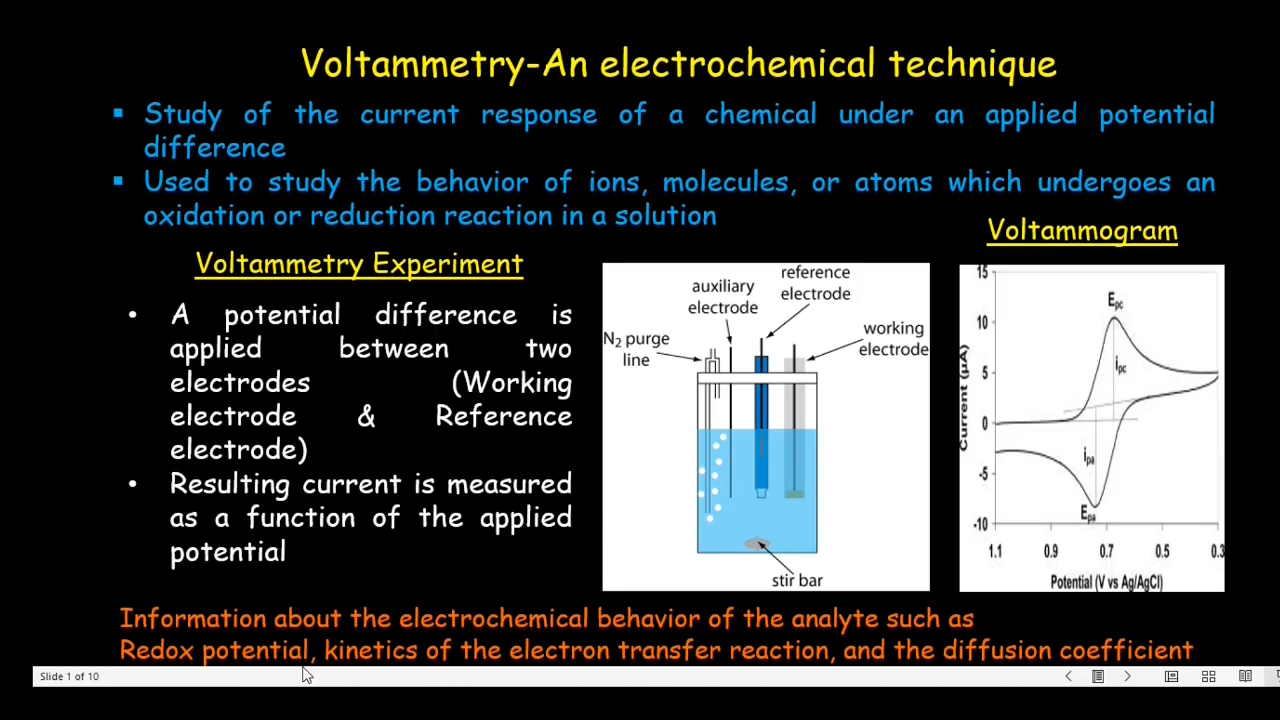 Voltammetry-An electrochemical technique
▪ Study of the current response of a chemical under an applied potential
difference
▪ Used to study the behavior of ions, molecules, or atoms which undergoes an
oxidation or reduction reaction in a solution
Voltammogram
Voltammetry Experiment
• A potential difference is
applied between two
electrodes (Working
electrode & Reference
electrode)
• Resulting current is measured
as a function of the applied
potential
reference
electrode
auxiliary
electrode
working
electrode
N2 purge
line
stir bar
15
10
5
0
-5
-10
Current (µA)
Epc
ipc
ipa
Epa
1.1 0.9 0.7 0.5 0.3
Potential (V vs Ag/AgCl)
Information about the electrochemical behavior of the analyte such as
Redox potential, kinetics of the electron transfer reaction, and the diffusion coefficient
Slide 1 of 10